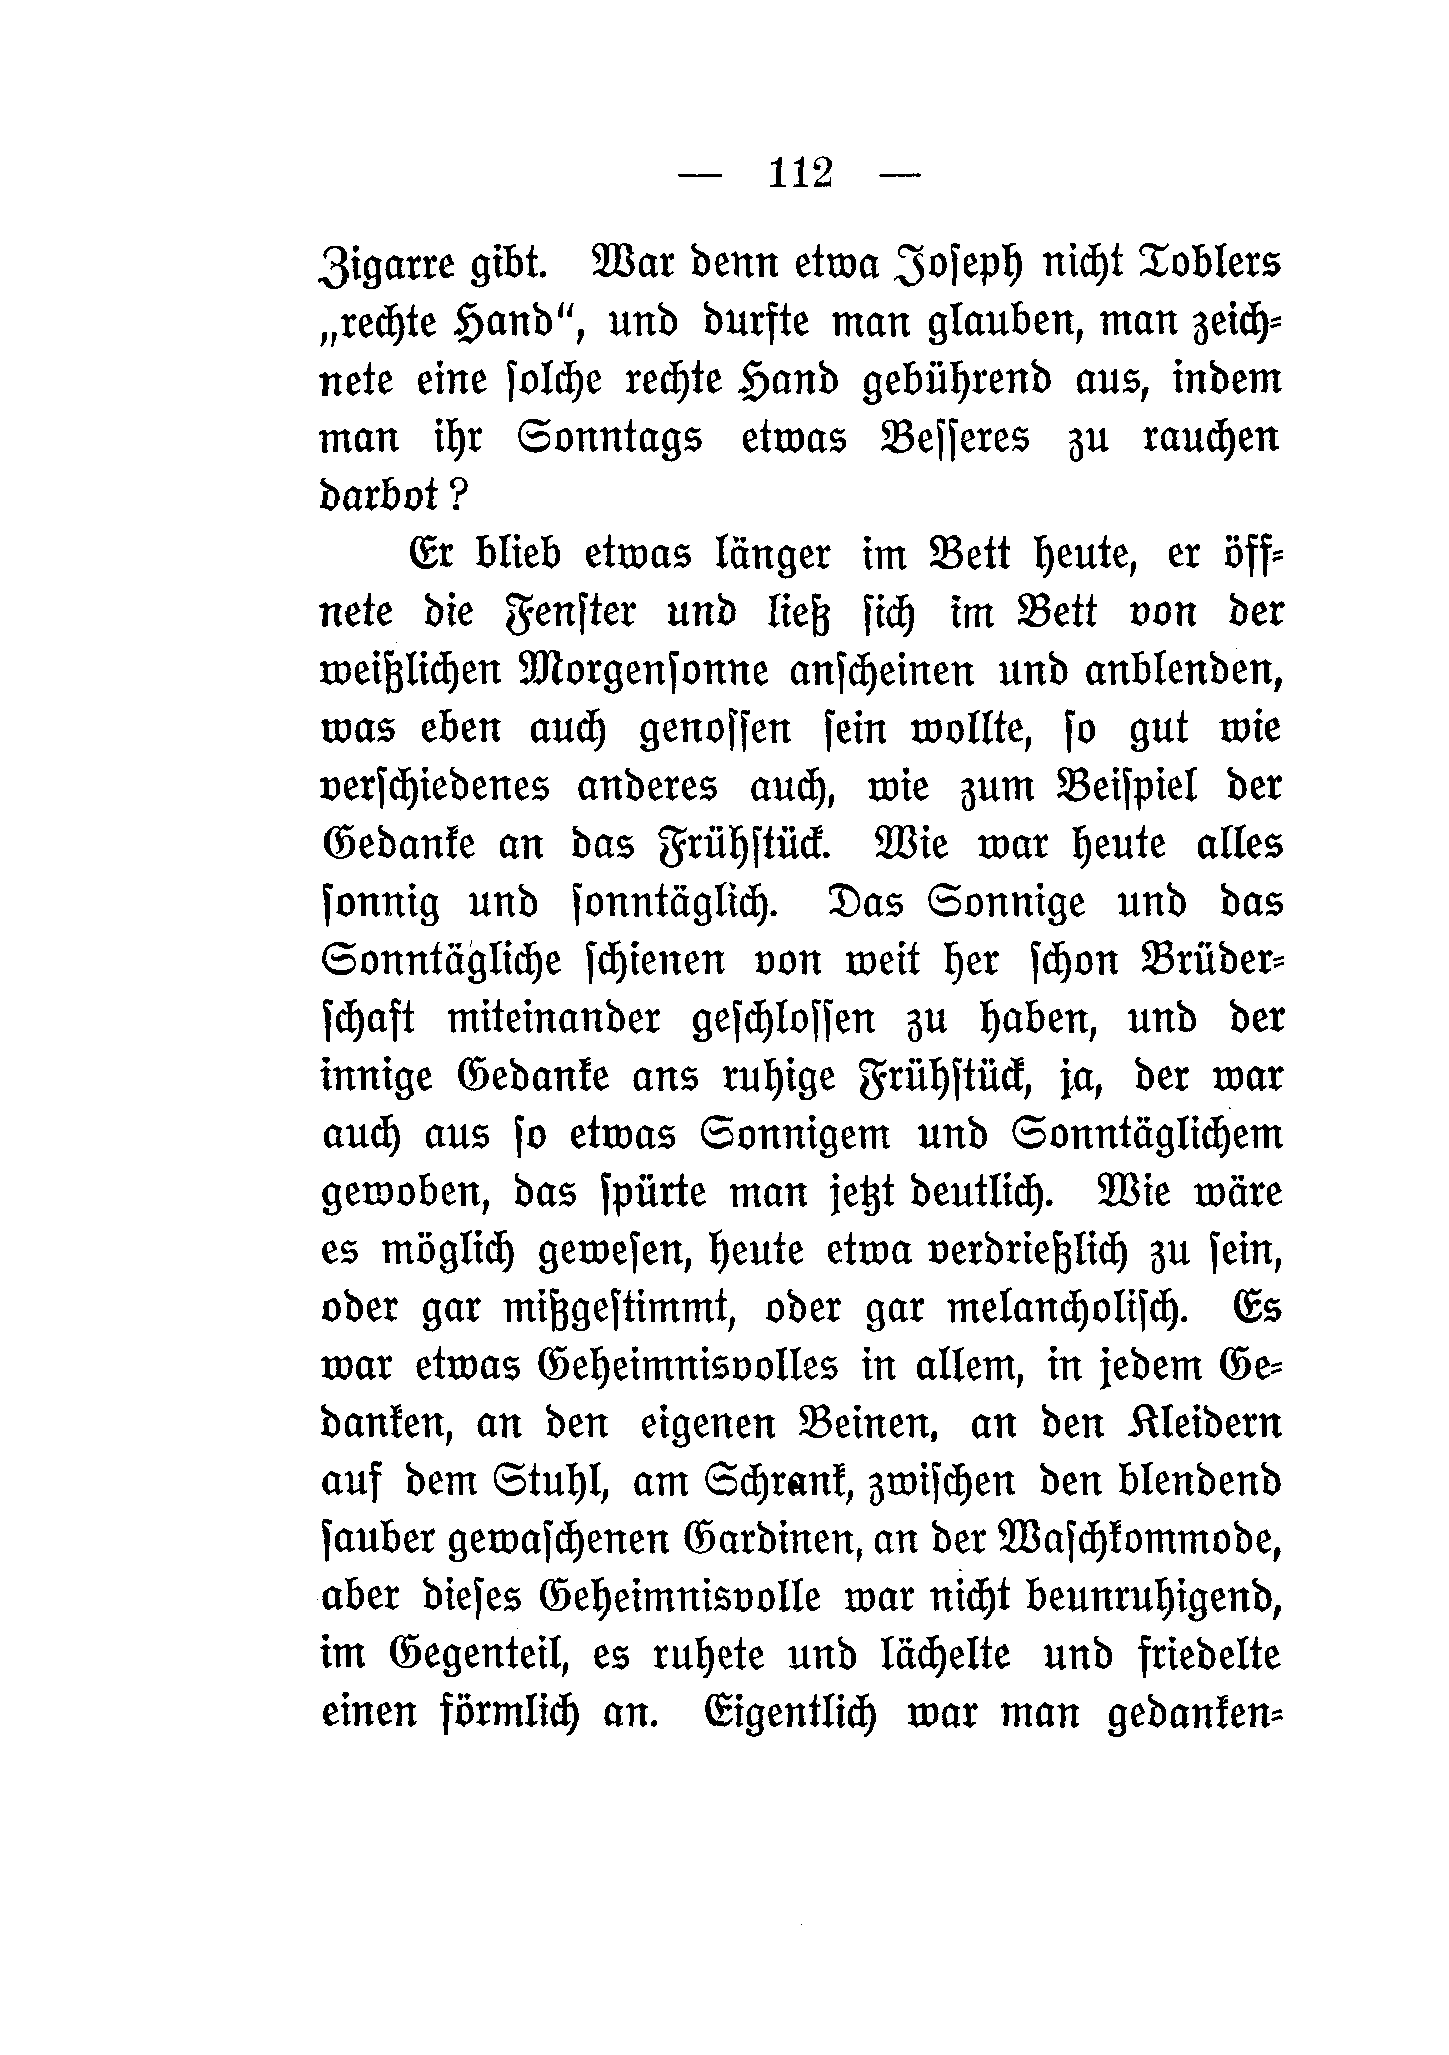 — 112 —
Zigarre gibt. War denn etwa Joſeph nicht Toblers
„rechte Hand“, und durfte man glauben, man zeich⸗
nete eine ſolche rechte Hand gebührend aus, indem
man ihr Sonntags etwas Beſſeres zu rauchen
darbot?
Er blieb etwas länger im Bett heute, er öff⸗
nete die Fenſter und ließ ſich im Bett von der
weißlichen Morgenſonne anſcheinen und anblenden,
was eben auch genoſſen ſein wollte, ſo gut wie
verſchiedenes anderes auch, wie zum Beiſpiel der
Gedanke an das Frühſtück. Wie war heute alles
ſonnig und ſonntäglich. Das Sonnige und das
Sonntägliche ſchienen von weit her ſchon Brüder⸗
ſchaft miteinander geſchloſſen zu haben, und der
innige Gedanke ans ruhige Frühſtück, ja, der war
auch aus ſo etwas Sonnigem und Sonntäglichem
gewoben, das ſpürte man jetzt deutlich. Wie wäre
es möglich geweſen, heute etwa verdrießlich zu ſein,
oder gar mißgeſtimmt, oder gar melancholiſch. Es
war etwas Geheimnisvolles in allem, in jedem Ge⸗
danken, an den eigenen Beinen, an den Kleidern
auf dem Stuhl, am Schrank, zwiſchen den blendend
ſauber gewaſchenen Gardinen, an der Waſchkommode,
aber dieſes Geheimnisvolle war nicht beunruhigend,
im Gegenteil, es ruhete und lächelte und friedelte
einen förmlich an. Eigentlich war man gedanken⸗